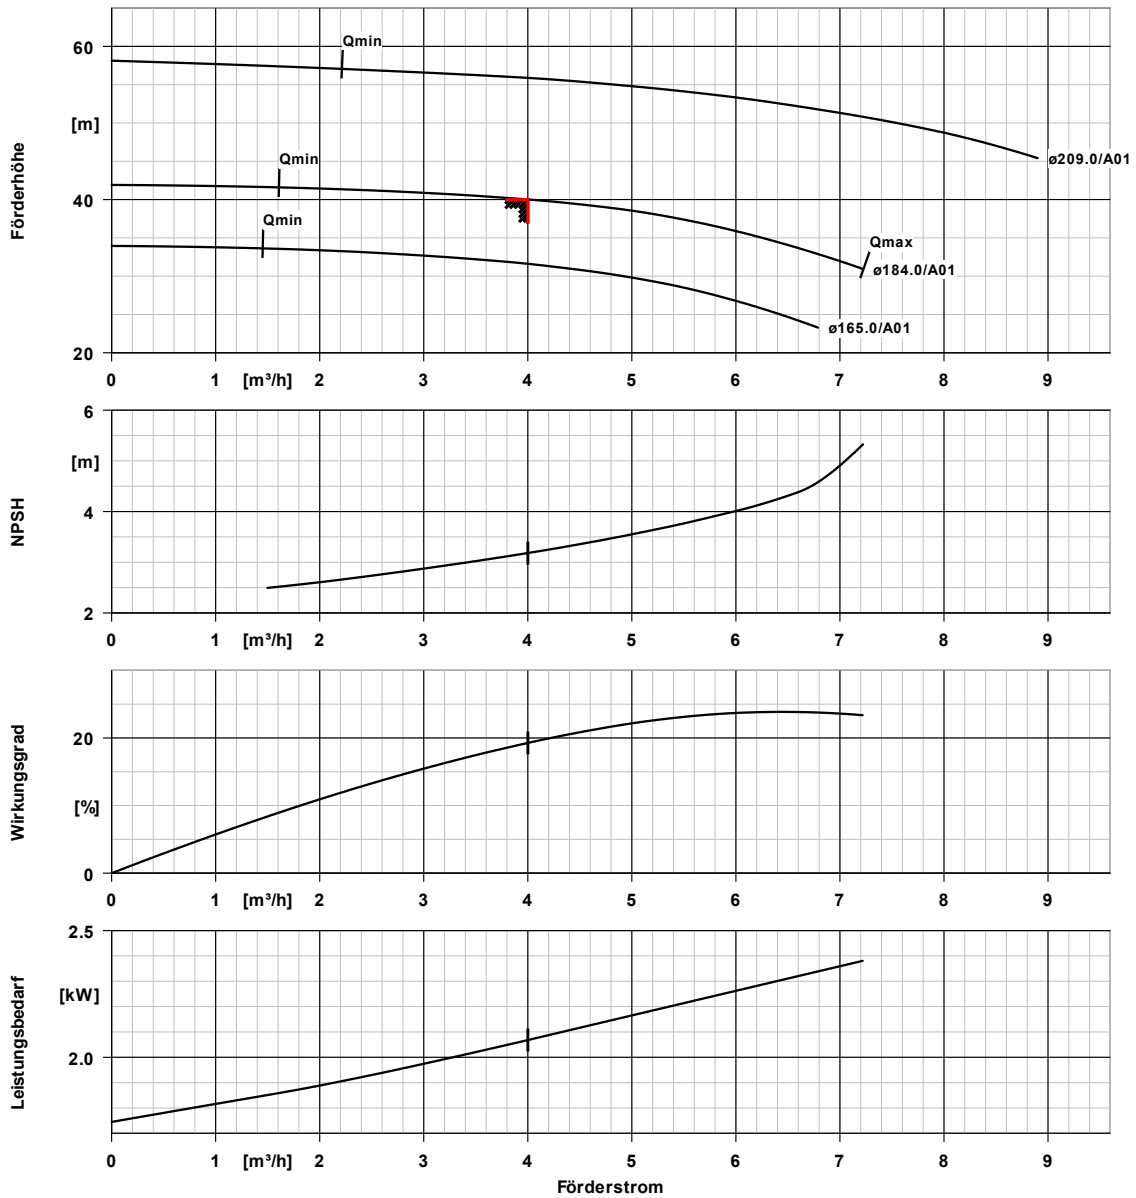 Qmin
60
[m]
Förderhöhe
ø209.0/A01
Qmin
40
Qmin
Qmax
ø184.0/A01
ø165.0/A01
20
0 1 [m³/h] 2 3 4 5 6 7 8 9
6
[m]
NPSH
4
2
0 1 [m³/h] 2 3 4 5 6 7 8 9
20
Wirkungsgrad
[%]
0
0 1 [m³/h] 2 3 4 5 6 7 8 9
2.5
[kW]
Leistungsbedarf
2.0
0 1 [m³/h] 2 3 4 5 6 7 8 9
Förderstrom